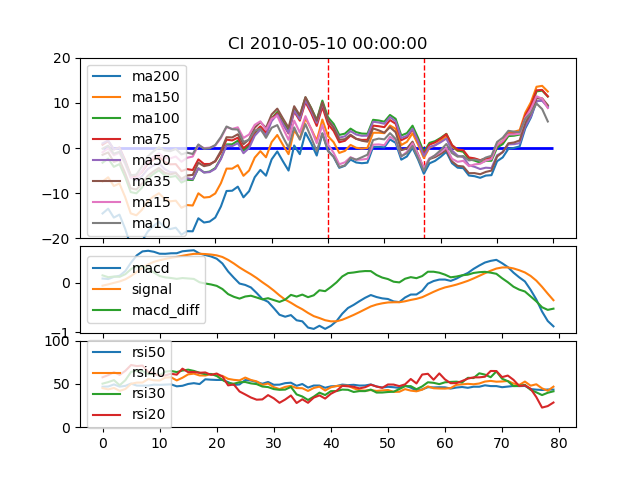 CI 2010-05-10 00:00:00
20
10
0
−10
−20
ma200
ma150
ma100
ma75
ma50
ma35
ma15
ma10
0
−1
macd
signal
macd_diff
100
50
0
rsi50
rsi40
rsi30
rsi20
0 10 20 30 40 50 60 70 80